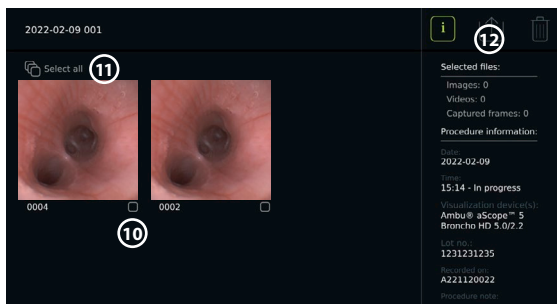 2022-02-09 001
i
12
Select all
11
0004
0002
10
Selected files:
Images: 0
Videos: 0
Captured frames: 0
Procedure information:
Date:
2022-02-09
Time:
15:14 - In progress
Visualization device(s):
Ambu® aScope™ 5
Broncho HD 5.0/2.2
Lot no.:
1231231235
Recorded on:
A221120022
Procedure note: